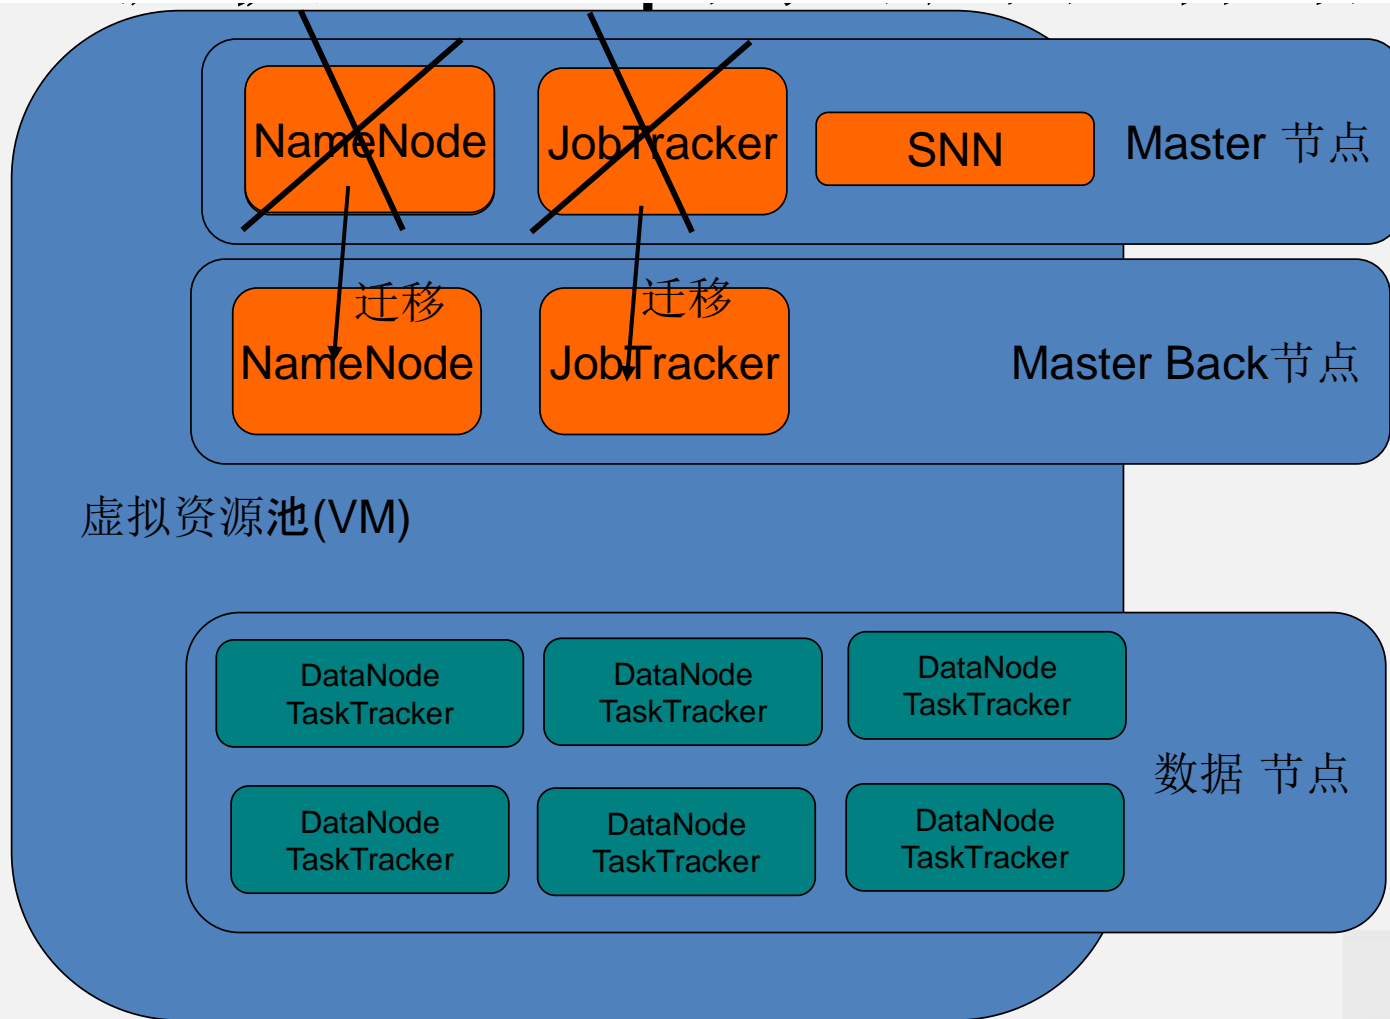 NameNode
JobTracker
SNN
Master 节点
迁移
迁移
NameNode
JobTracker
Master Back节点
虚拟资源池(VM)
DataNode
TaskTracker
DataNode
TaskTracker
DataNode
TaskTracker
数据 节点
DataNode
TaskTracker
DataNode
TaskTracker
DataNode
TaskTracker